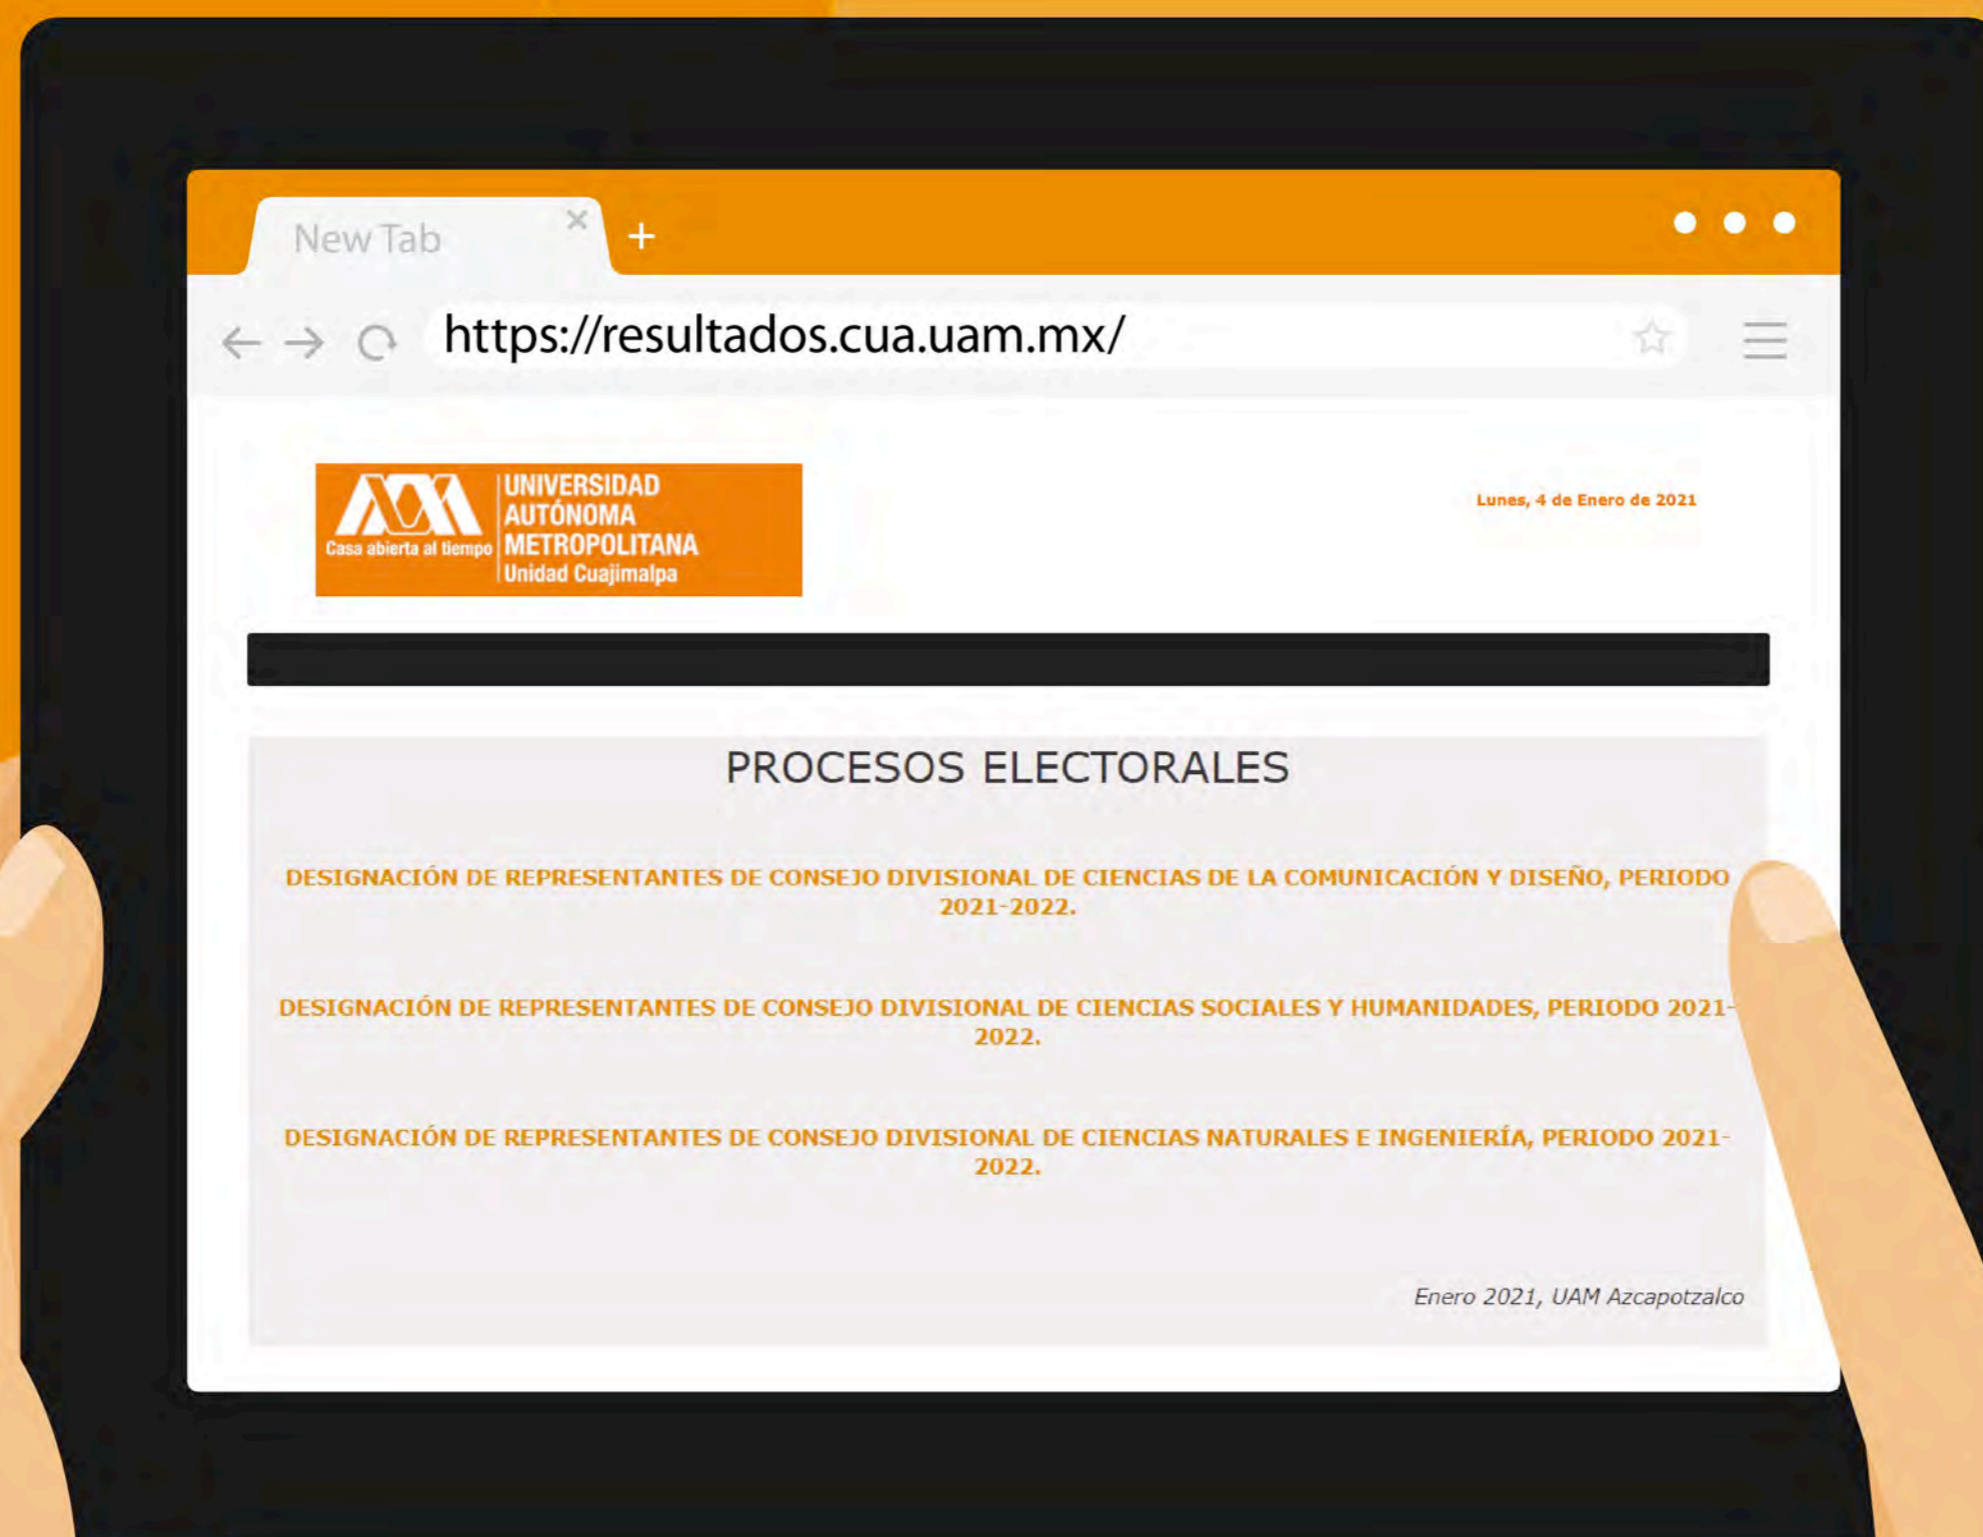 New Tab
https://resultados.cua.uam.mx/
Casa abierta al tiempo
UNIVERSIDAD
AUTÓNOMA
METROPOLITANA
Unidad Cuajimalpa
Lunes, 4 de Enero de 2021
PROCESOS ELECTORALES
DESIGNACIÓN DE REPRESENTANTES DE CONSEJO DIVISIONAL DE CIENCIAS DE LA COMUNICACIÓN Y DISEÑO, PERIODO
2021-2022.
DESIGNACIÓN DE REPRESENTANTES DE CONSEJO DIVISIONAL DE CIENCIAS SOCIALES Y HUMANIDADES, PERIODO 2021-
2022.
DESIGNACIÓN DE REPRESENTANTES DE CONSEJO DIVISIONAL DE CIENCIAS NATURALES E INGENIERÍA, PERIODO 2021-
2022.
Enero 2021, UAM Azcapotzalco